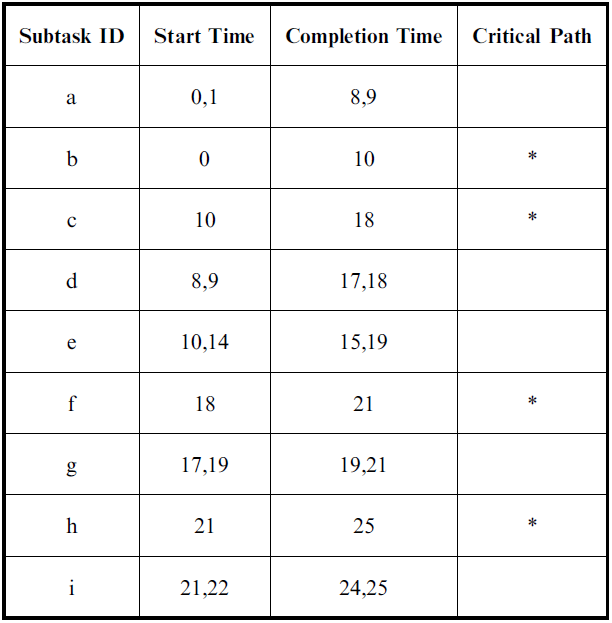 Subtask ID Start Time Completion Time Critical Path
a 0,1 8,9
b 0 10 *
c 10 18 *
d 8,9 17,18
e 10,14 15,19
f 18 21 *
g 17,19 19,21
h 21 25 *
i 21,22 24,25